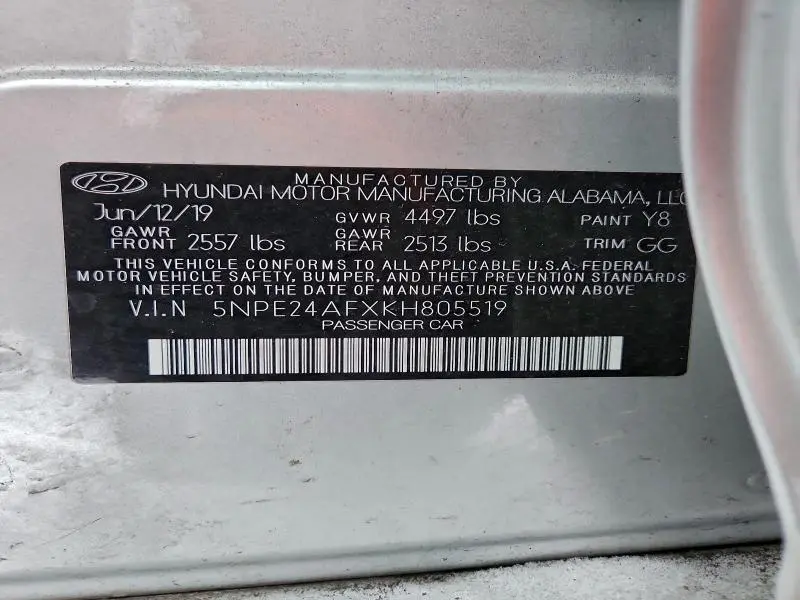 MANUFACTURED BY
HYUNDAI MOTOR MANUFACTURING ALABAMA, LLC
Jun/12/19 GVWR 4497 lbs PAINT Y8
GAWR FRONT 2557 lbs GAWR REAR 2513 lbs TRIM GG
THIS VEHICLE CONFORMS TO ALL APPLICABLE U.S.A. FEDERAL
MOTOR VEHICLE SAFETY, BUMPER, AND THEFT PREVENTION STANDARDS
IN EFFECT ON THE DATE OF MANUFACTURE SHOWN ABOVE
V.I.N 5NPE24AFXKH805519
PASSENGER CAR